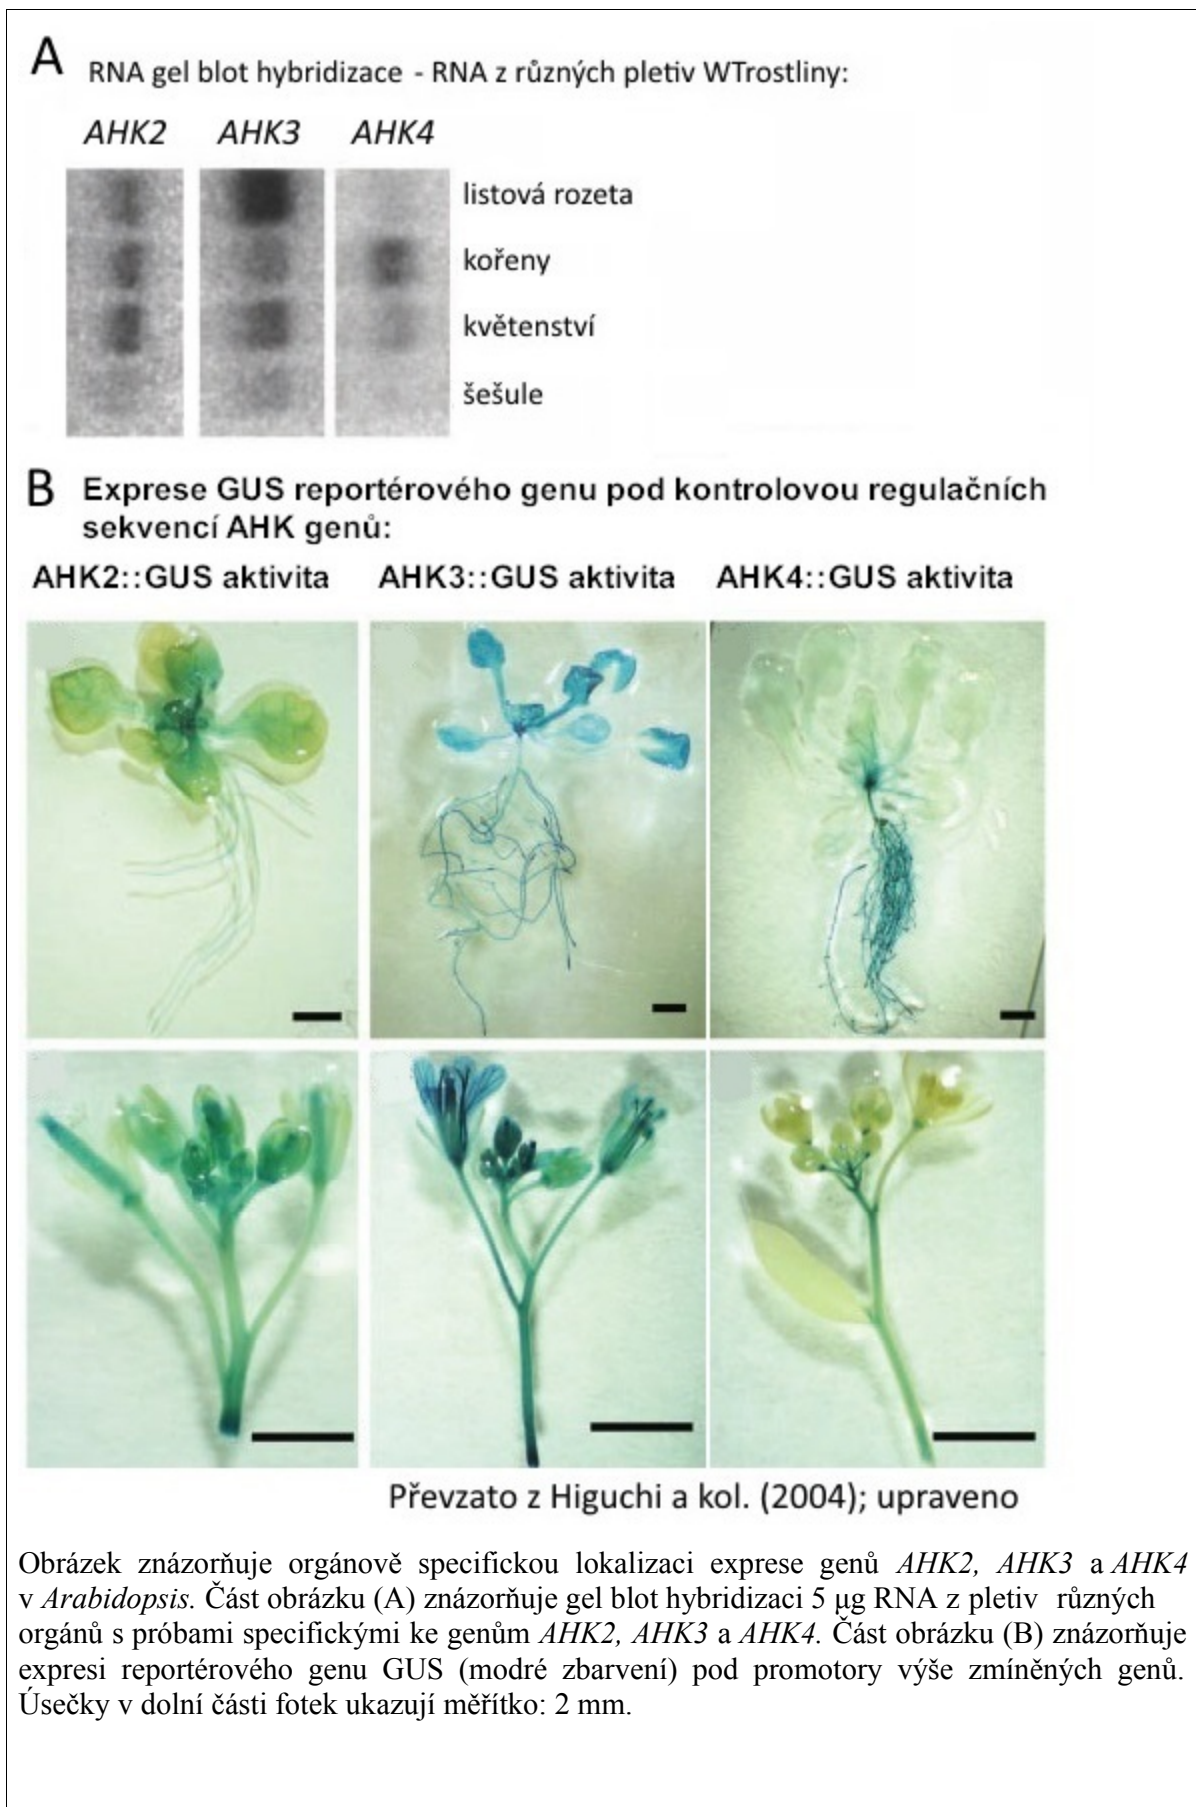 A RNA gel blot hybridizace - RNA z různých pletiv WTrostliny:
AHK2 AHK3 AHK4
listová rozeta
kořeny
květenství
šešule
B Exprese GUS reportérového genu pod kontrolovou regulačních
sekvencí AHK genů:
AHK2::GUS aktivita AHK3::GUS aktivita AHK4::GUS aktivita
Převzato z Higuchi a kol. (2004); upraveno
Obrázek znázorňuje orgánově specifickou lokalizaci exprese genů AHK2, AHK3 a AHK4
v Arabidopsis. Část obrázku (A) znázorňuje gel blot hybridizaci 5 μg RNA z pletiv různých
orgánů s próbami specifickými ke genům AHK2, AHK3 a AHK4. Část obrázku (B) znázorňuje
expresi reportérového genu GUS (modré zbarvení) pod promotory výše zmíněných genů.
Úsečky v dolní části fotek ukazují měřítko: 2 mm.